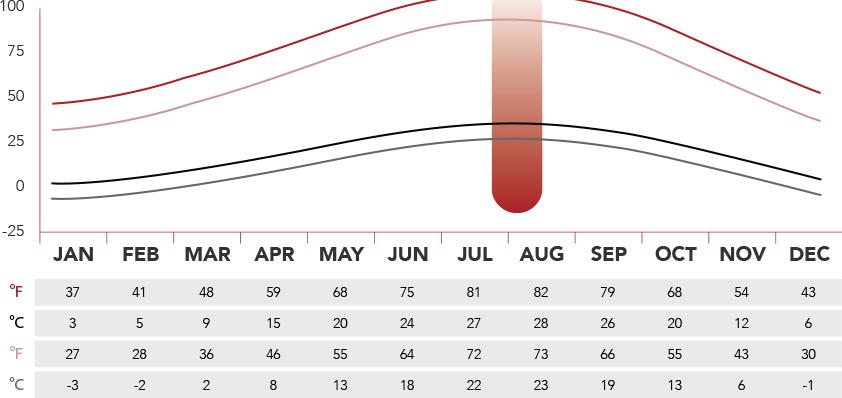 100
75
50
25
0
-25
JAN FEB MAR APR MAY JUN JUL AUG SEP OCT NOV DEC
°F 37 41 48 59 68 75 81 82 79 68 54 43
°C 3 5 9 15 20 24 27 28 26 20 12 6
°F 27 28 36 46 55 64 72 73 66 55 43 30
°C -3 -2 2 8 13 18 22 23 19 13 6 -1